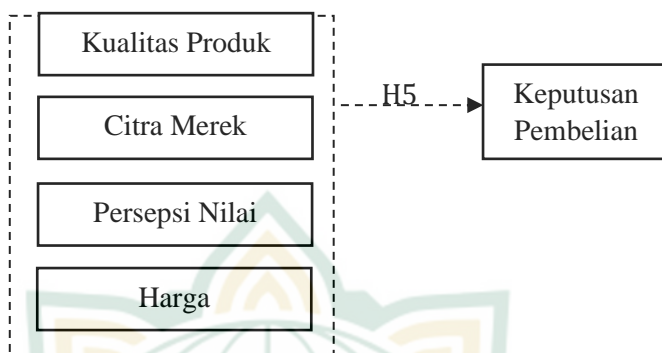 Kualitas Produk
Citra Merek
Persepsi Nilai
Harga
H5
Keputusan
Pembelian